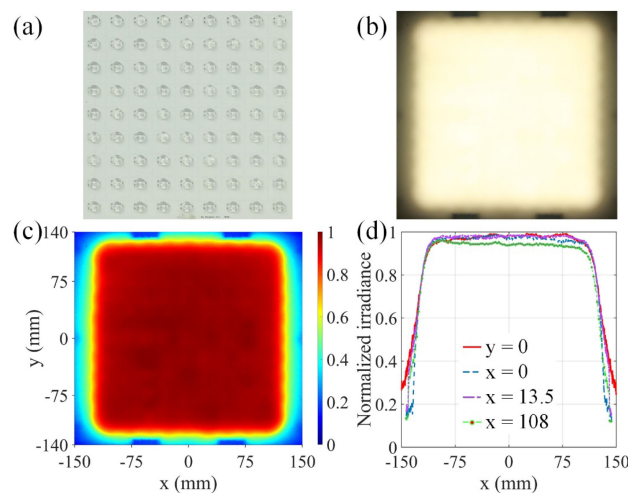 (a)
(b)
(c)
140
75
0
-75
-140
y (mm)
-150
-75
0
75
150
x (mm)
1
0.8
0.6
0.4
0.2
0
(d)
1
0.8
0.6
0.4
0.2
0
Normalized irradiance
y = 0
x = 0
x = 13.5
x = 108
-150
-75
0
75
150
x (mm)